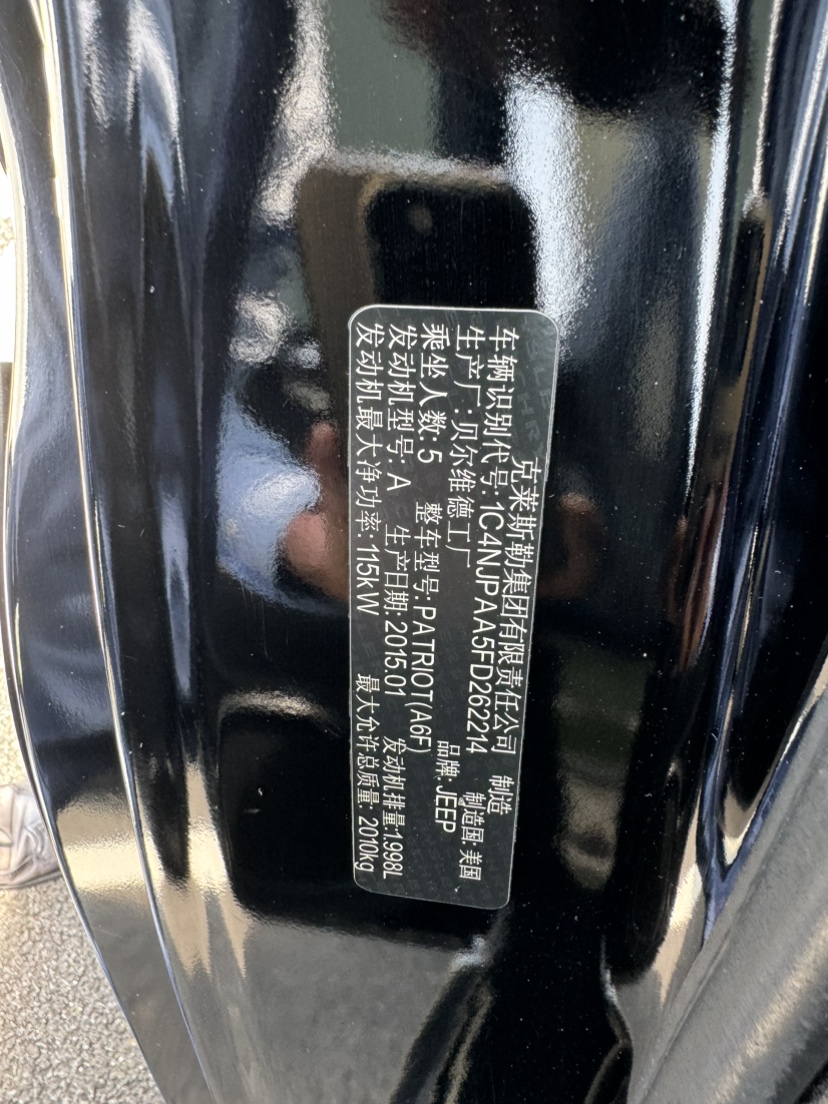 克莱斯勒集团有限责任公司 制造
车辆识别代号: 1C4NJPAA5FD262214 制造国: 美国
生产厂: 贝尔维德工厂 品牌: JEEP
乘坐人数: 5 整车型号: PATRIOT(A6F)
发动机型号: A 生产日期: 2015.01 发动机排量:1.998L
发动机最大净功率: 115kW 最大允许总质量: 2010kg